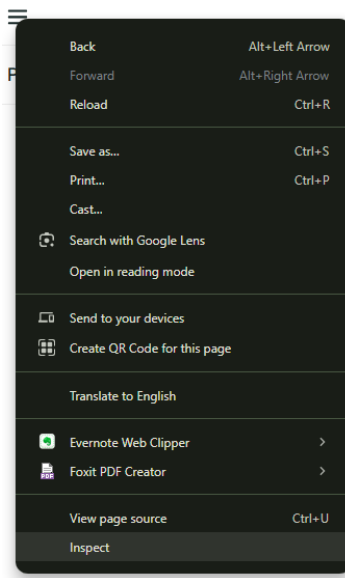 P
Back Alt+Left Arrow
Forward Alt+Right Arrow
Reload Ctrl+R
Save as... Ctrl+S
Print... Ctrl+P
Cast...
Search with Google Lens
Open in reading mode
Send to your devices
Create QR Code for this page
Translate to English
Evernote Web Clipper
PDF Foxit PDF Creator
View page source Ctrl+U
Inspect